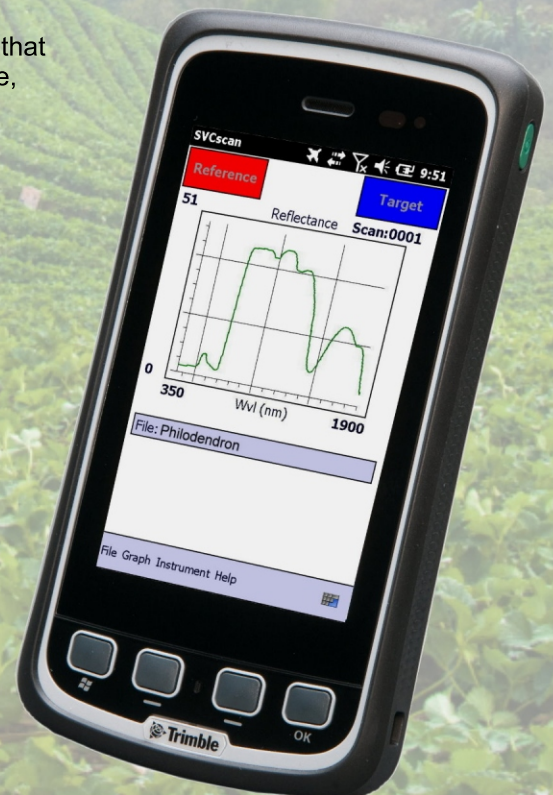 that
e,
SVCscan
9:51
Reference
Target
51
Reflectance
Scan:0001
0
350
Wvl (nm)
1900
File: Philodendron
File Graph Instrument Help
Trimble
OK